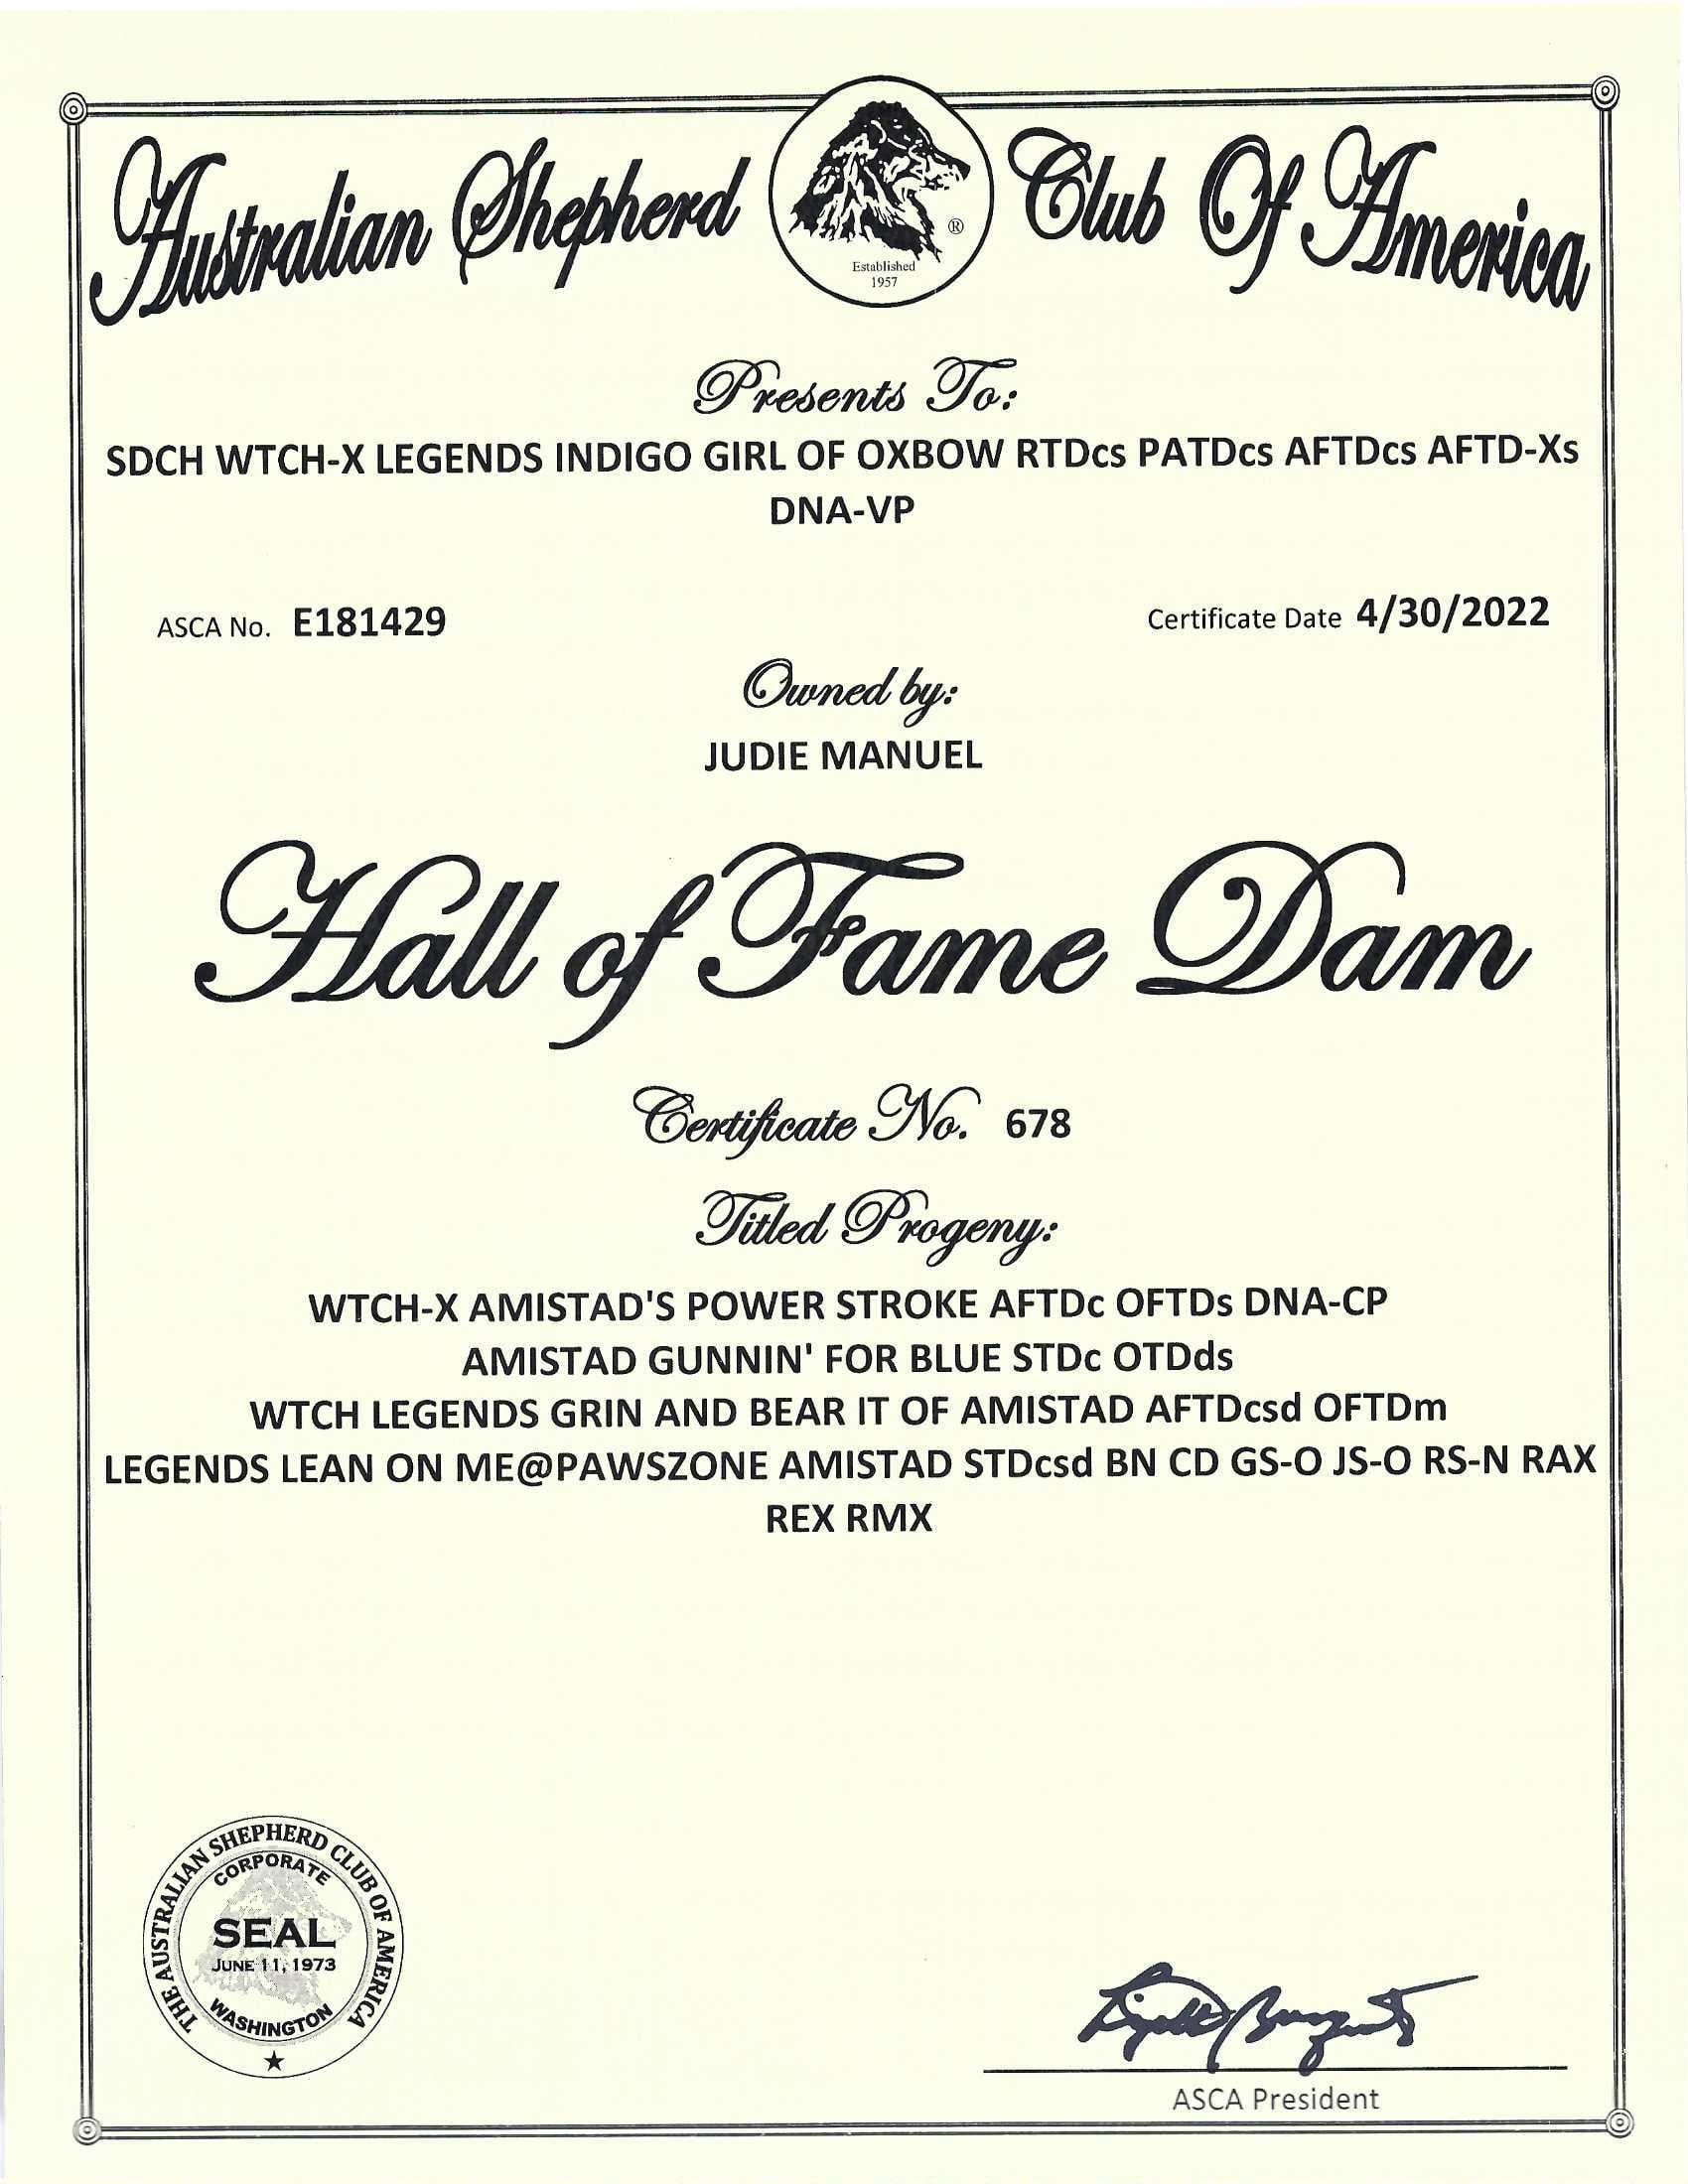 Australian Shepherd Club Of America
®
Established
1957
Presents To:
SDCH WTCH-X LEGENDS INDIGO GIRL OF OXBOW RTDcs PATDcs AFTDcs AFTD-Xs
DNA-VP
ASCA No. E181429
Certificate Date 4/30/2022
Owned by:
JUDIE MANUEL
Hall of Fame Dam
Certificate No. 678
Titled Progeny:
WTCH-X AMISTAD'S POWER STROKE AFTDc OFTDs DNA-CP
AMISTAD GUNNIN' FOR BLUE STDc OTDds
WTCH LEGENDS GRIN AND BEAR IT OF AMISTAD AFTDcsd OFTDm
LEGENDS LEAN ON ME@PAWSZONE AMISTAD STDcsd BN CD GS-O JS-O RS-N RAX
REX RMX
THE AUSTRALIAN SHEPHERD CLUB OF AMERICA
CORPORATE
SEAL
JUNE 11, 1973
WASHINGTON
ASCA President